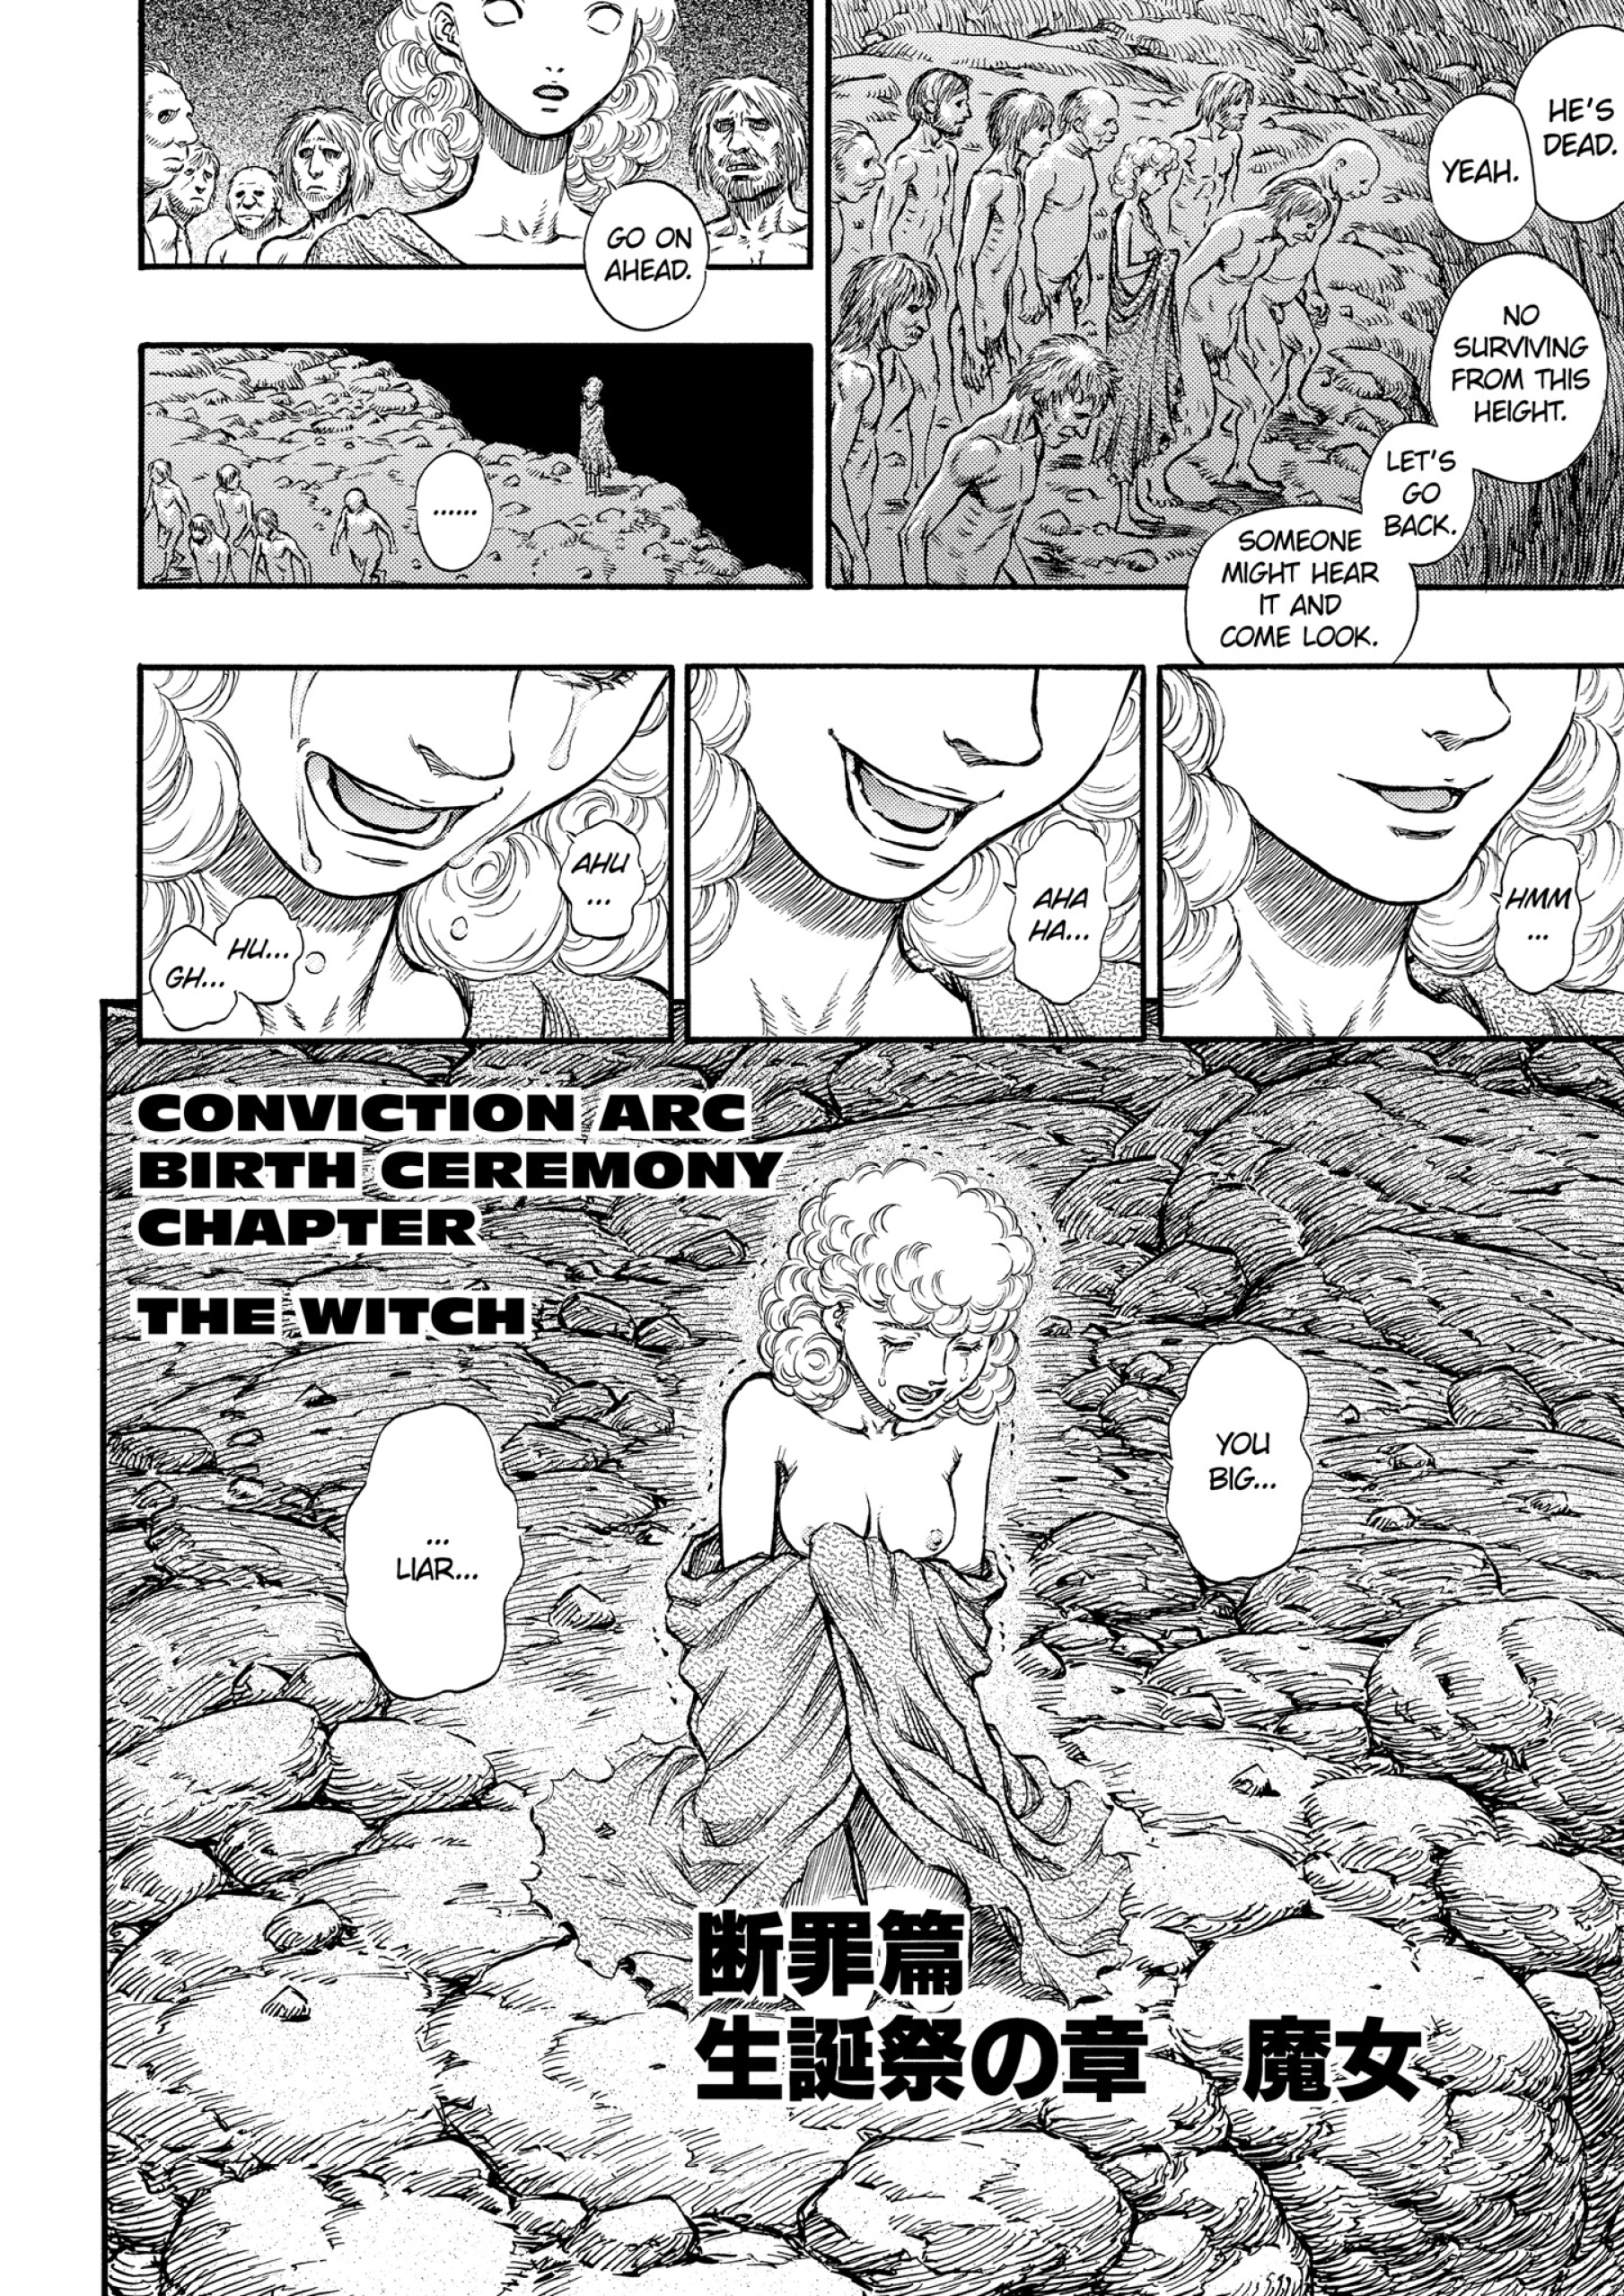 HE'S
DEAD.
YEAH.
NO
SURVIVING
FROM THIS
HEIGHT.
LET'S
GO
BACK.
SOMEONE
MIGHT HEAR
IT AND
COME LOOK.
GO ON
AHEAD.
......
HMM
...
AHA
HA...
AHU
...
HU...
GH...
CONVICTION ARC
BIRTH CEREMONY
CHAPTER
THE WITCH
YOU
BIG...
...
LIAR...
断罪篇
生誕祭の章 魔女